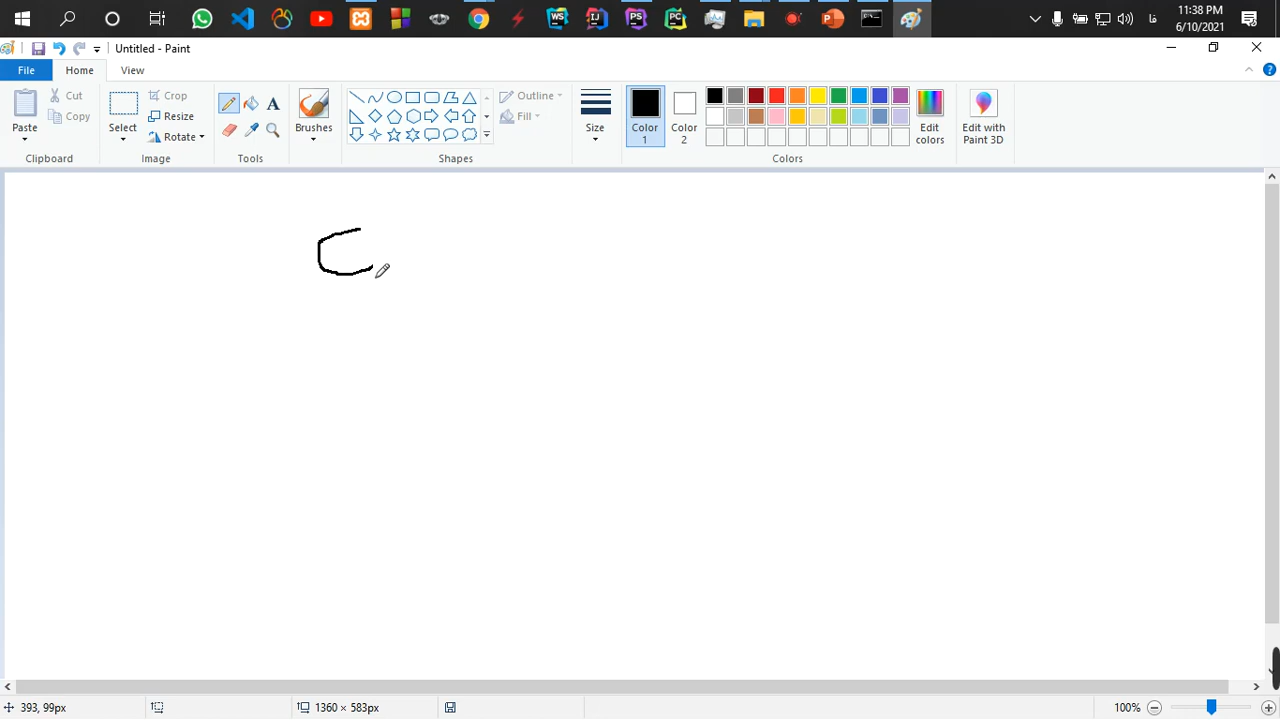 11:38 PM
فا
6/10/2021
Untitled - Paint
File
Home
View
Paste
Cut
Copy
Clipboard
Select
Crop
Resize
Rotate
Image
A
Tools
Brushes
Outline
Fill
Shapes
Size
Color 1
Color 2
Edit colors
Colors
Edit with Paint 3D
C
393, 99px
1360 × 583px
100%